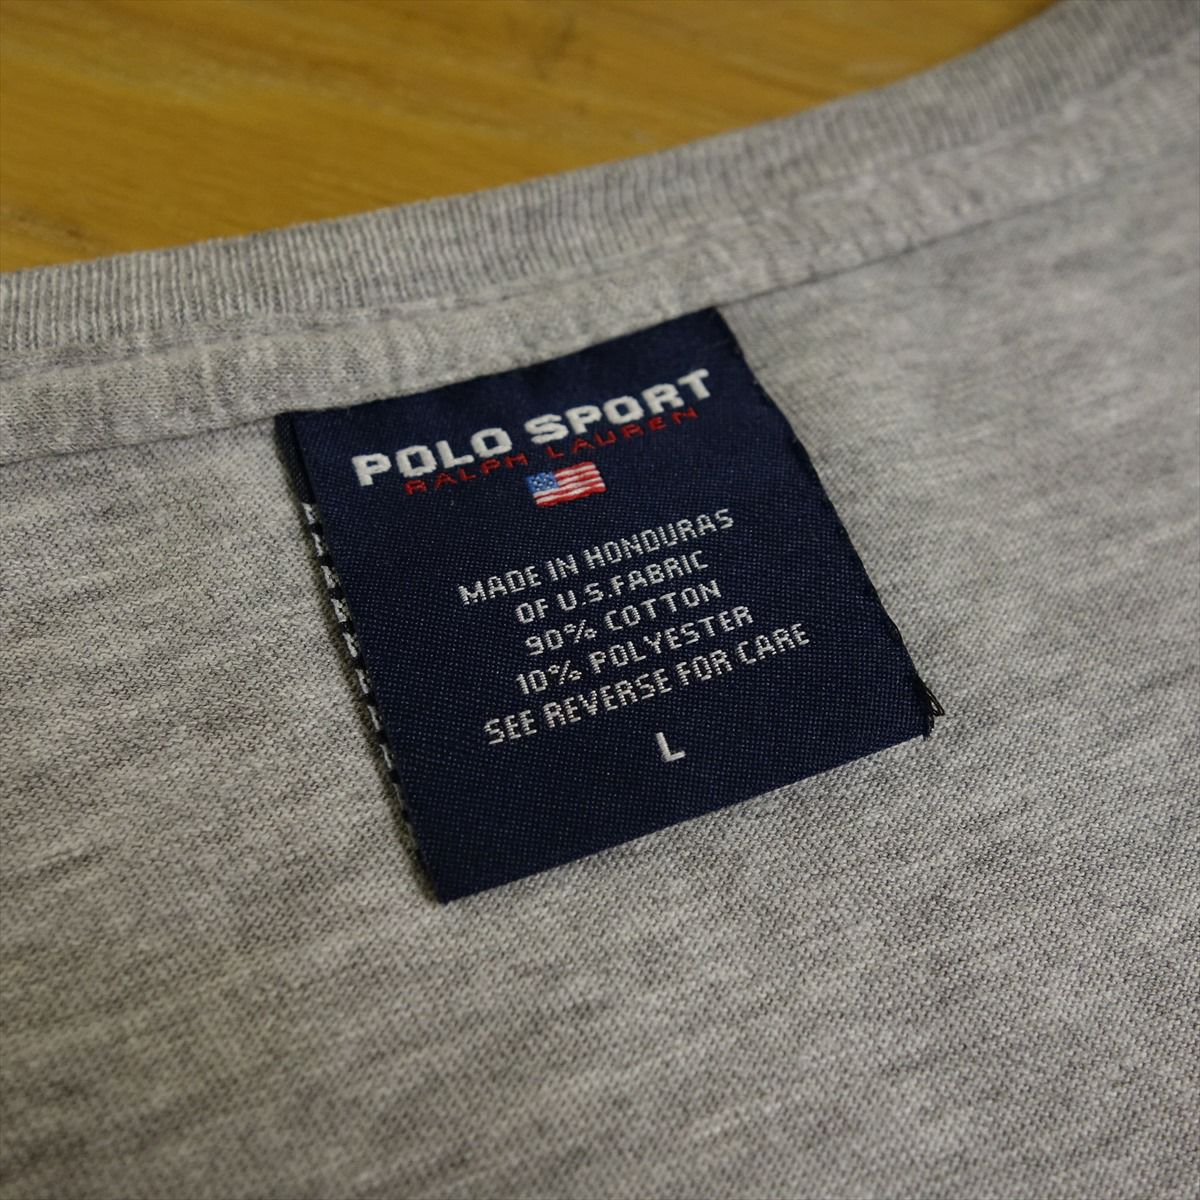 POLO SPORT
RALPH LAUREN
MADE IN HONDURAS
OF U.S.FABRIC
90% COTTON
10% POLYESTER
SEE REVERSE FOR CARE
L